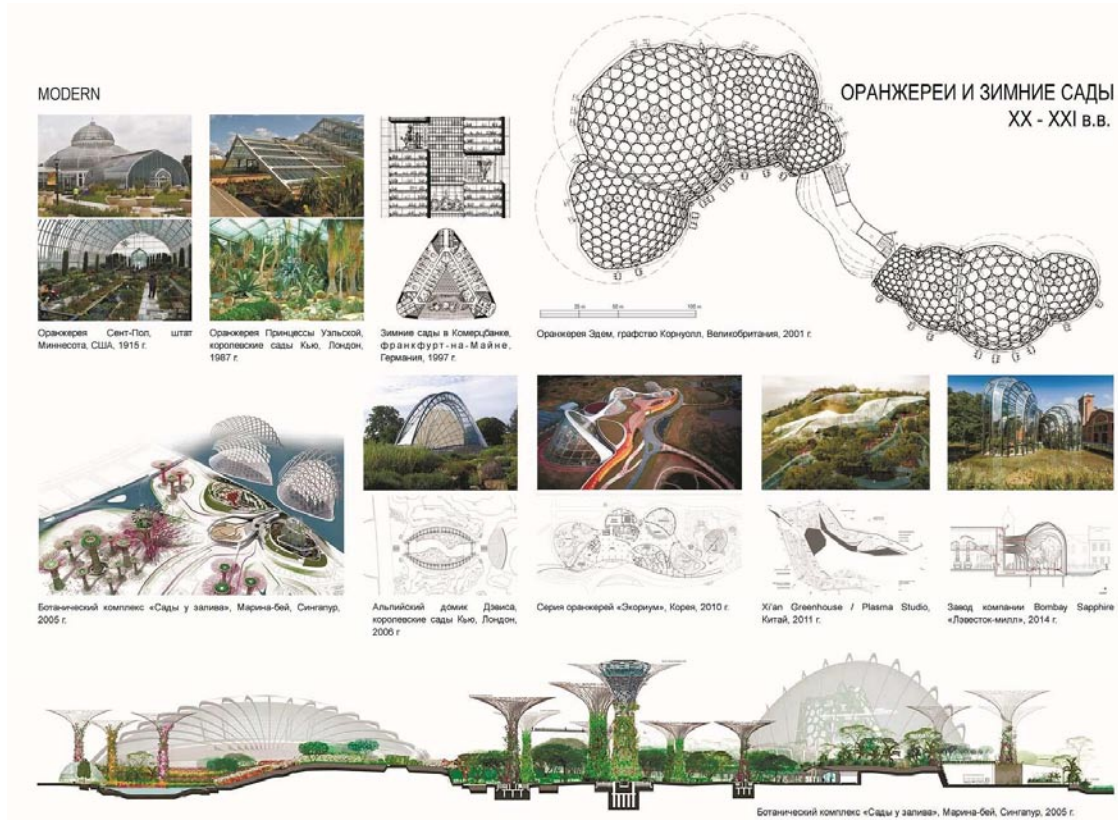 MODERN
ОРАНЖЕРЕИ И ЗИМНИЕ САДЫ
XX - XXI в.в.
Оранжерея Сент-Пол, штат
Миннесота, США, 1915 г.
Оранжерея Принцессы Уэльской,
королевские сады Кью, Лондон,
1987 г.
Зимние сады в Комерцбанке,
франкфурт-на-Майне,
Германия, 1997 г.
Оранжерея Эдем, графство Корнуолл, Великобритания, 2001 г.
Ботанический комплекс «Сады у залива», Марина-бей, Сингапур,
2005 г.
Альпийский домик Дэвиса,
королевские сады Кью, Лондон,
2006 г
Серия оранжерей «Экориум», Корея, 2010 г.
Xi'an Greenhouse / Plasma Studio,
Китай, 2011 г.
Завод компании Bombay Sapphire
«Лэвесток-милл», 2014 г.
Ботанический комплекс «Сады у залива», Марина-бей, Сингапур, 2005 г.